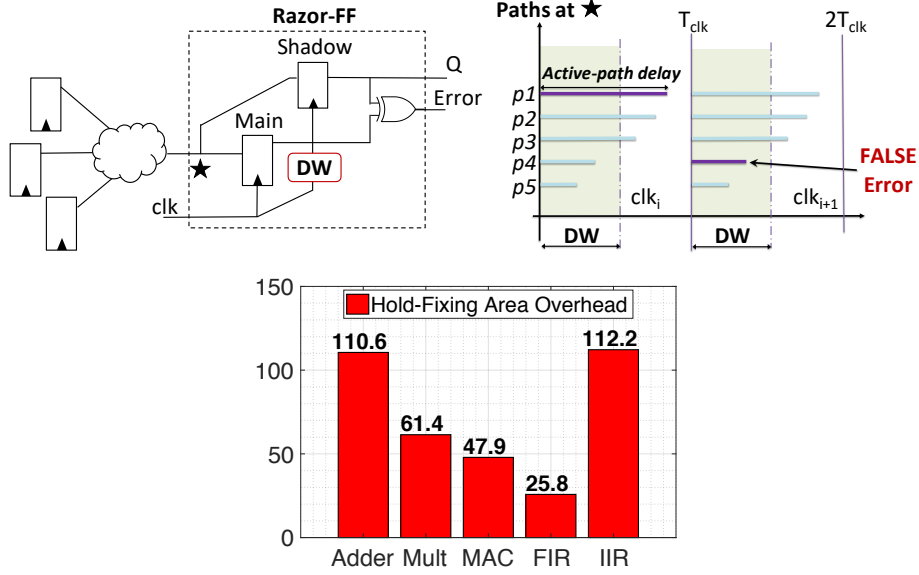 Razor-FF
Shadow
Q
Error
Main
DW
clk
Paths at ★
T_clk
2T_clk
Active-path delay
p1
p2
p3
p4
p5
FALSE
Error
clk_i
clk_{i+1}
DW
DW
150
100
50
0
Hold-Fixing Area Overhead
110.6
61.4
47.9
25.8
112.2
Adder
Mult
MAC
FIR
IIR